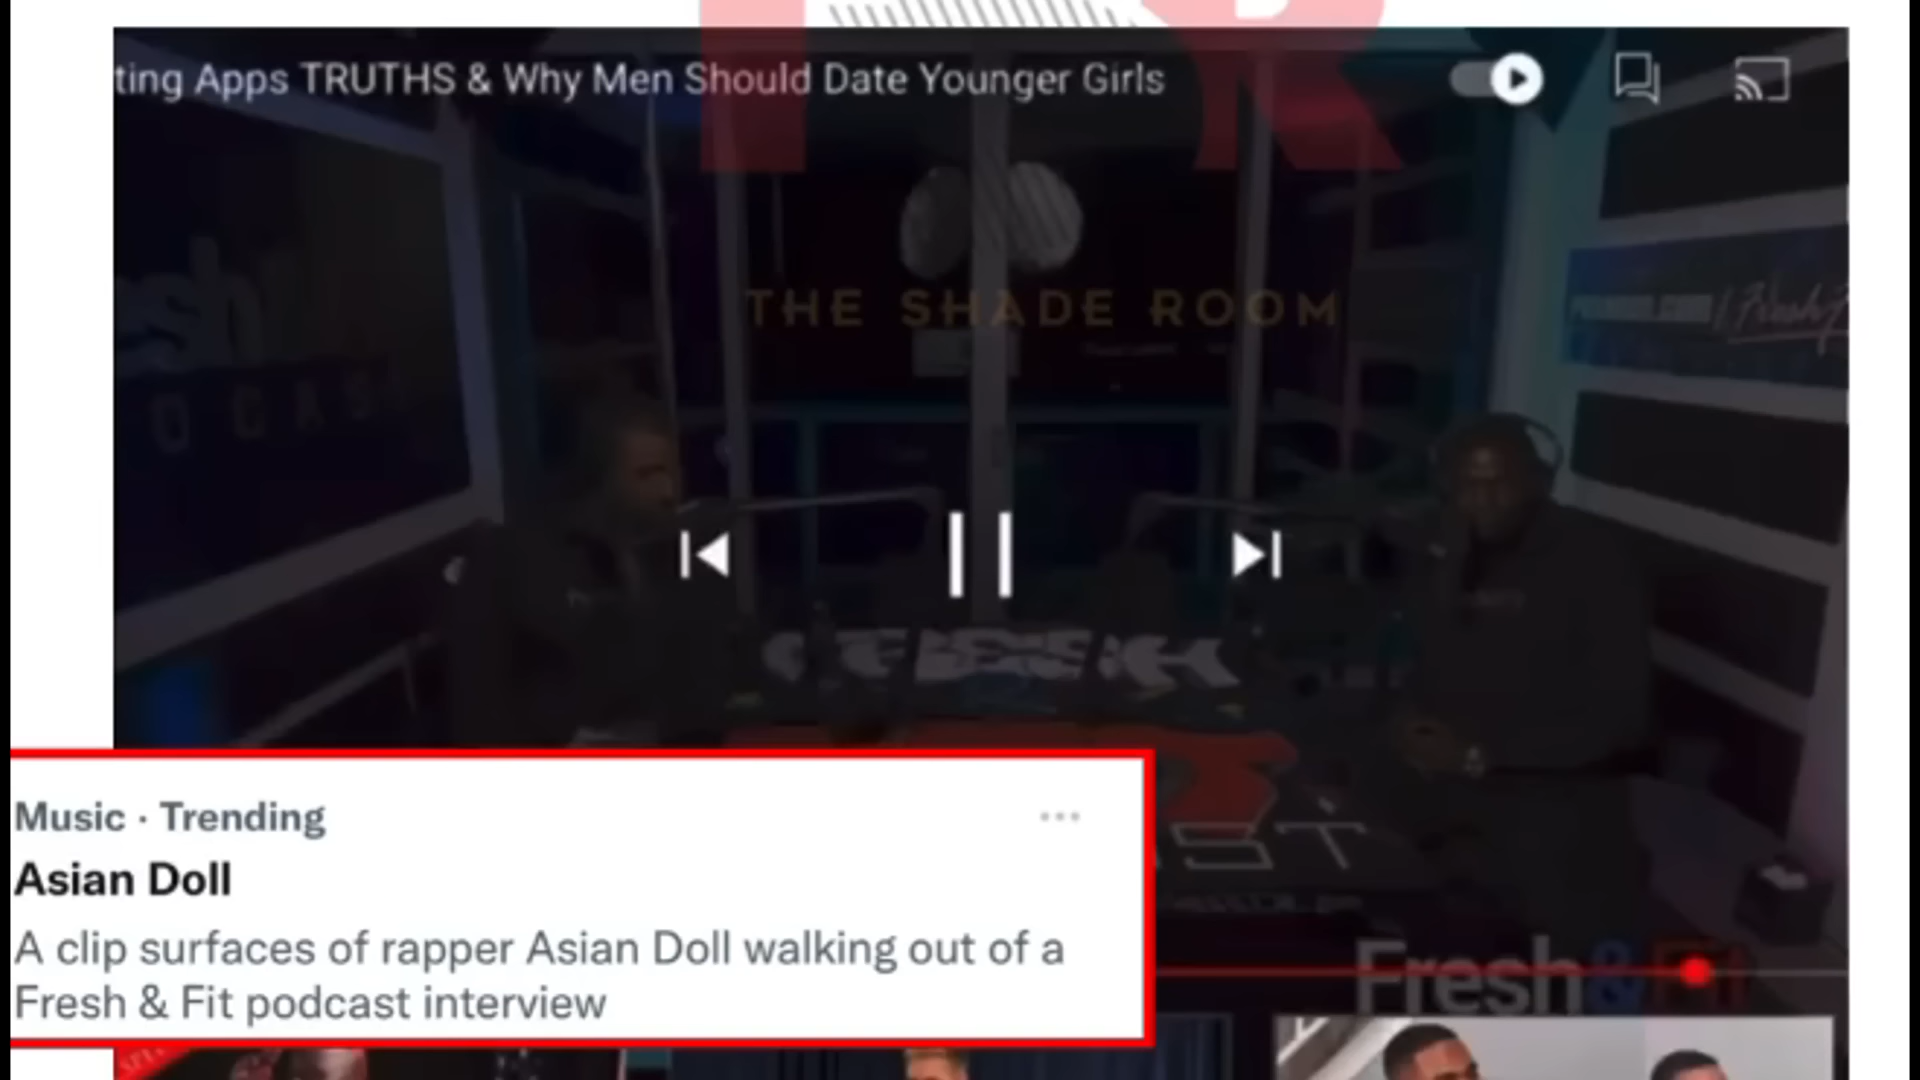 ting Apps TRUTHS & Why Men Should Date Younger Girls
THE SHADE ROOM
Music · Trending
Asian Doll
A clip surfaces of rapper Asian Doll walking out of a
Fresh & Fit podcast interview
Fresh&Fit